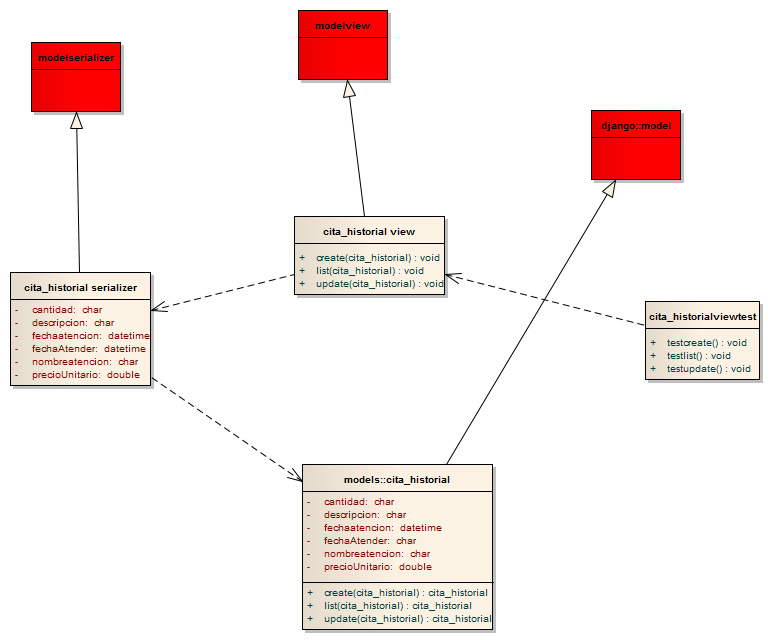 modelview
modelserializer
django::model
cita_historial view
+ create(cita_historial) : void
+ list(cita_historial) : void
+ update(cita_historial) : void
cita_historial serializer
- cantidad: char
- descripcion: char
- fechaatencion: datetime
- fechaAtender: datetime
- nombreatencion: char
- precioUnitario: double
cita_historialviewtest
+ testcreate() : void
+ testlist() : void
+ testupdate() : void
models::cita_historial
- cantidad: char
- descripcion: char
- fechaatencion: datetime
- fechaAtender: char
- nombreatencion: char
- precioUnitario: double
+ create(cita_historial) : cita_historial
+ list(cita_historial) : cita_historial
+ update(cita_historial) : cita_historial